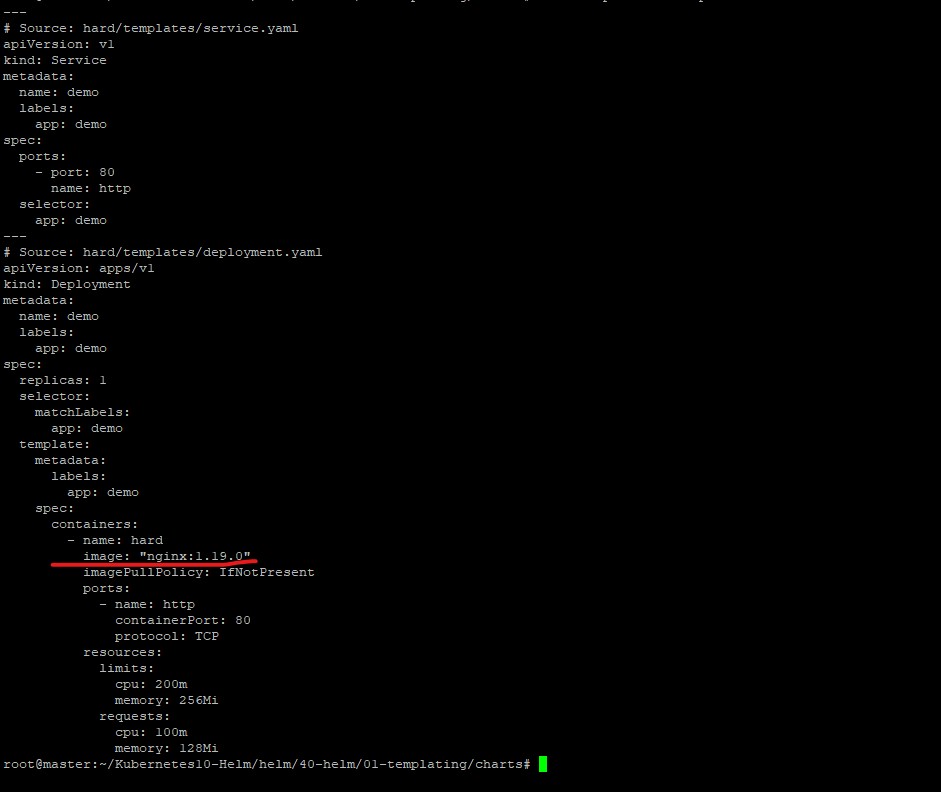 ---
# Source: hard/templates/service.yaml
apiVersion: v1
kind: Service
metadata:
  name: demo
  labels:
    app: demo
spec:
  ports:
    - port: 80
      name: http
  selector:
    app: demo
---
# Source: hard/templates/deployment.yaml
apiVersion: apps/v1
kind: Deployment
metadata:
  name: demo
  labels:
    app: demo
spec:
  replicas: 1
  selector:
    matchLabels:
      app: demo
  template:
    metadata:
      labels:
        app: demo
    spec:
      containers:
        - name: hard
          image: "nginx:1.19.0"
          imagePullPolicy: IfNotPresent
          ports:
            - name: http
              containerPort: 80
              protocol: TCP
          resources:
            limits:
              cpu: 200m
              memory: 256Mi
            requests:
              cpu: 100m
              memory: 128Mi
root@master:~/Kubernetes10-Helm/helm/40-helm/01-templating/charts#